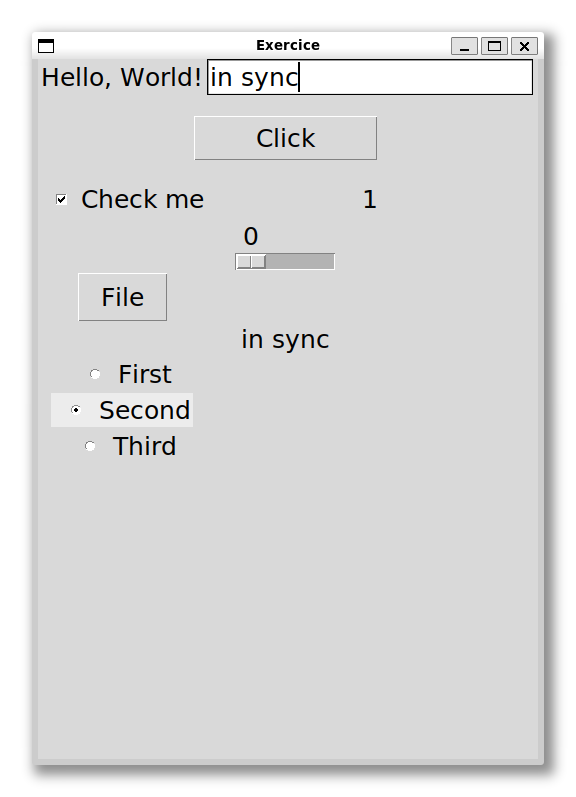 Exercice
Hello, World! in sync
Click
Check me 1
0
File
in sync
First
Second
Third